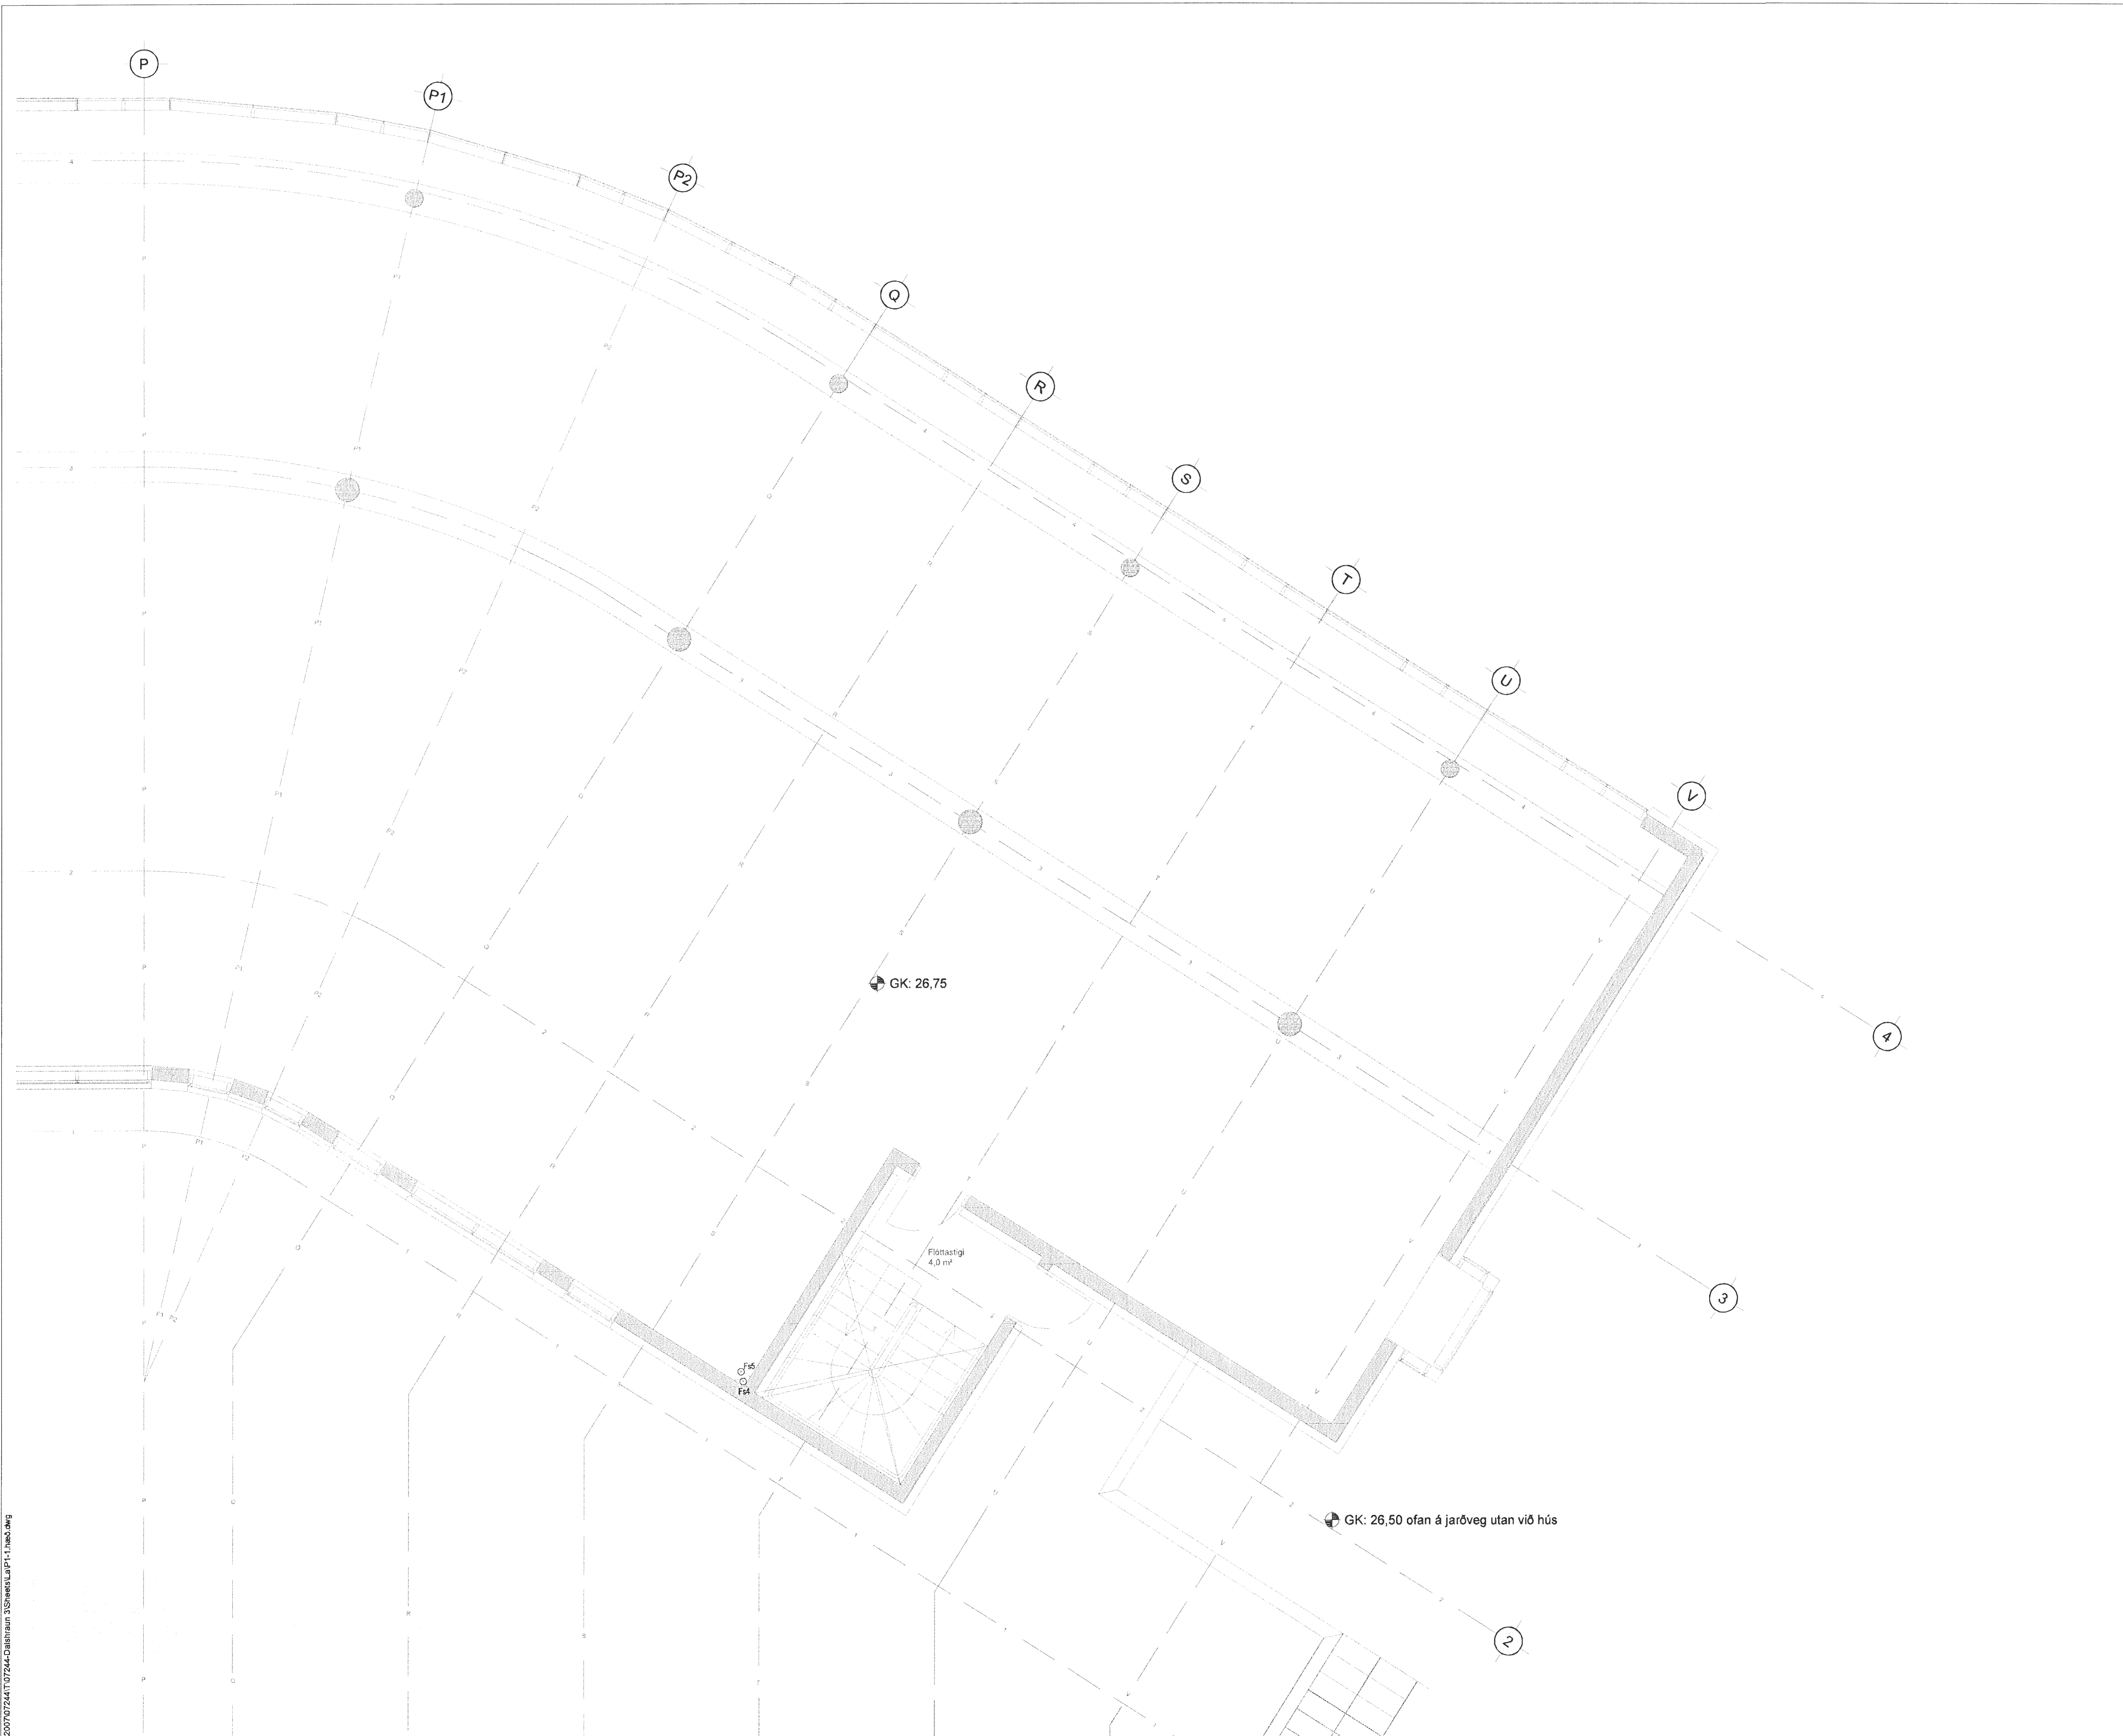 P
P1
P2
Q
R
S
T
U
V
4
3
2
GK: 26,75
Flóttastigi
4,0 m²
Fs5
Fs4
GK: 26,50 ofan á jarðveg utan við hús
2007\07244\T\07244-Dalshraun 3\Sheets\La\P1-1.hæð.dwg